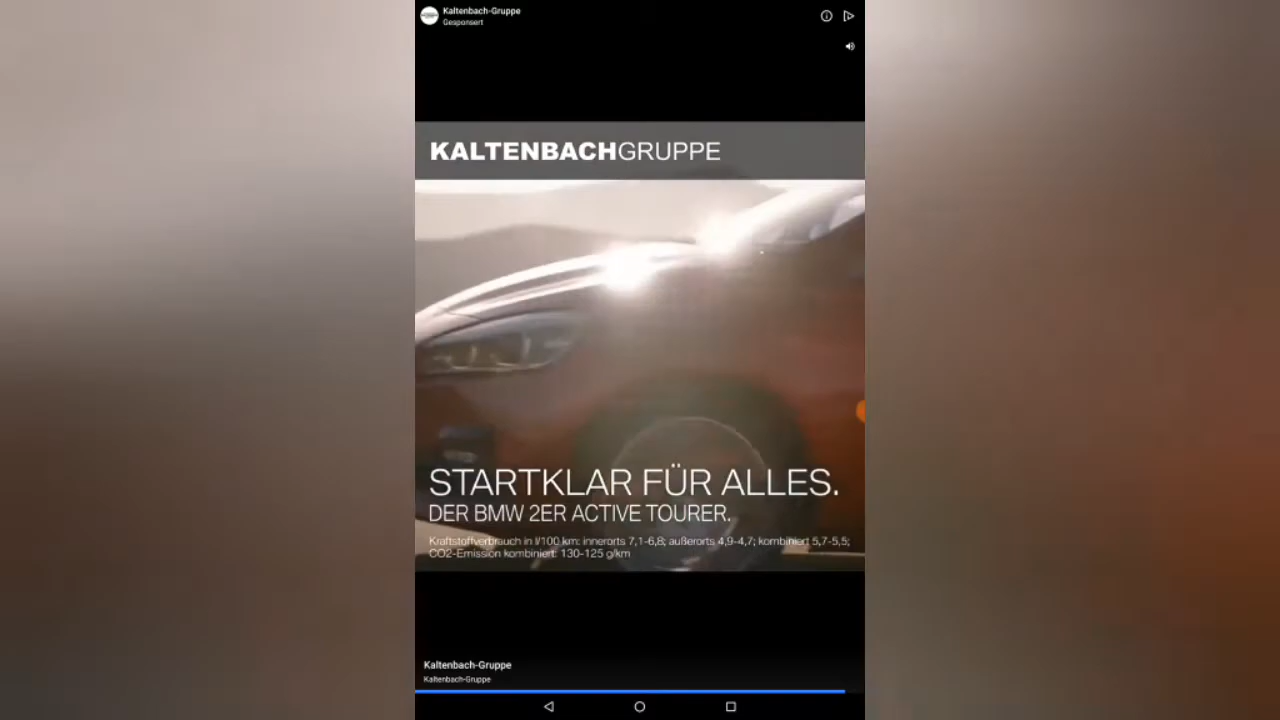 Kaltenbach-Gruppe
Gesponsert
KALTENBACHGRUPPE
STARTKLAR FÜR ALLES.
DER BMW 2ER ACTIVE TOURER.
Kraftstoffverbrauch in l/100 km: innerorts 7,1-6,8; außerorts 4,9-4,7; kombiniert 5,7-5,5;
CO2-Emission kombiniert: 130-125 g/km
Kaltenbach-Gruppe
Kaltenbach-Gruppe